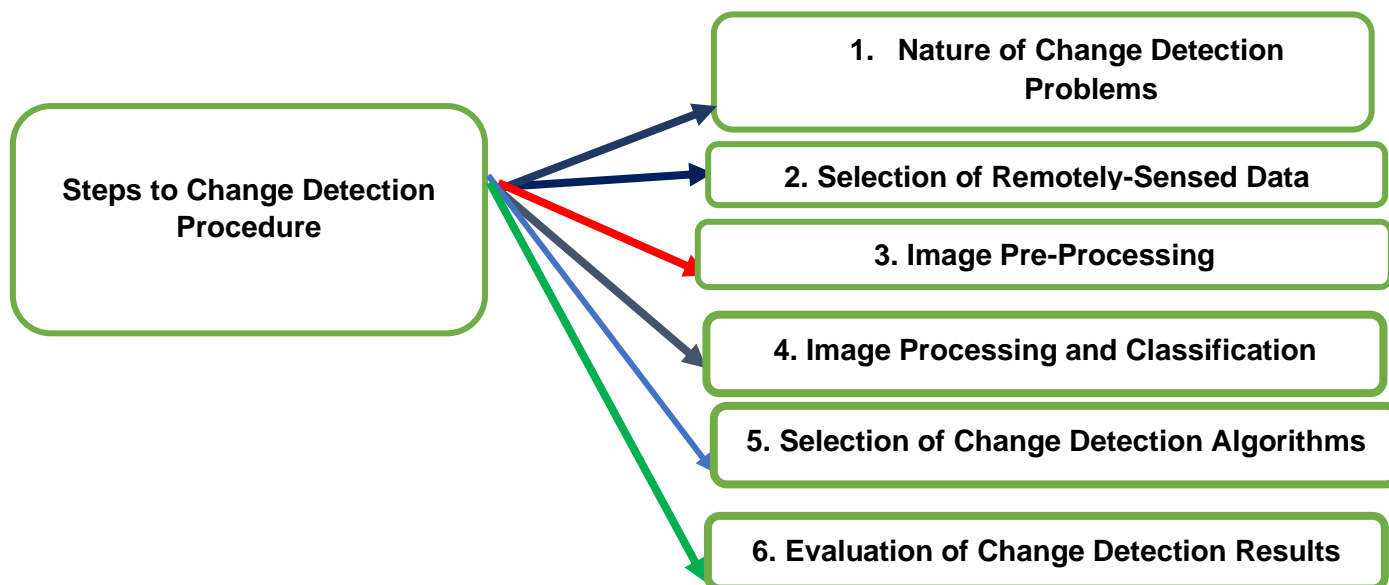 Steps to Change Detection
Procedure
1. Nature of Change Detection
Problems
2. Selection of Remotely-Sensed Data
3. Image Pre-Processing
4. Image Processing and Classification
5. Selection of Change Detection Algorithms
6. Evaluation of Change Detection Results